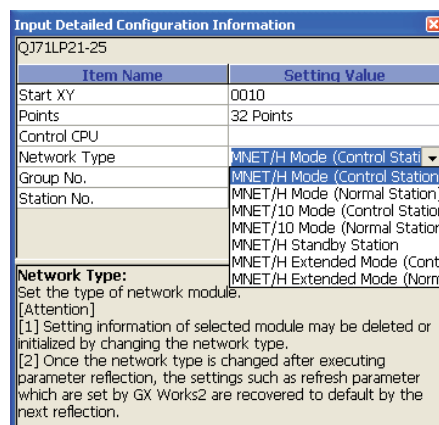 Input Detailed Configuration Information
QJ71LP21-25
Item Name Setting Value
Start XY 0010
Points 32 Points
Control CPU
Network Type MNET/H Mode (Control Stati
Group No. MNET/H Mode (Control Station
Station No. MNET/H Mode (Normal Station)
MNET/10 Mode (Control Station
MNET/10 Mode (Normal Station
MNET/H Standby Station
MNET/H Extended Mode (Cont
MNET/H Extended Mode (Norm
Network Type:
Set the type of network module.
[Attention]
[1] Setting information of selected module may be deleted or
initialized by changing the network type.
[2] Once the network type is changed after executing
parameter reflection, the settings such as refresh parameter
which are set by GX Works2 are recovered to default by the
next reflection.